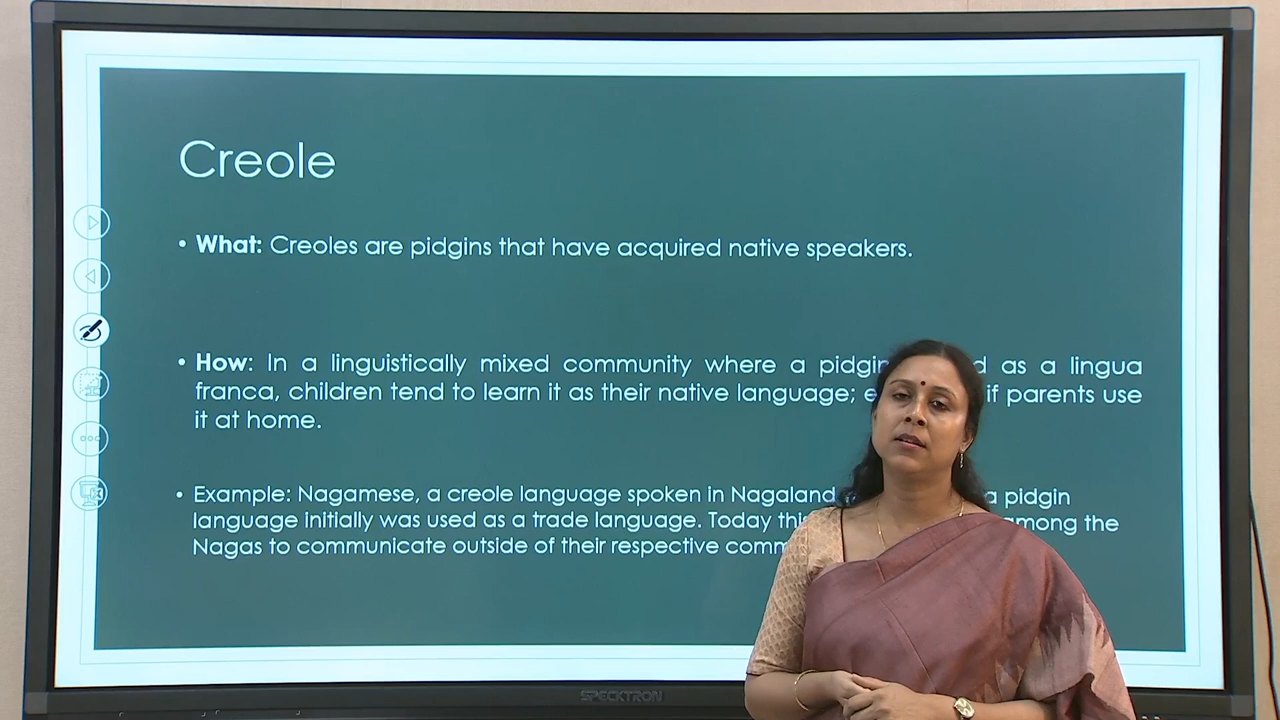 Creole
• What: Creoles are pidgins that have acquired native speakers.
• How: In a linguistically mixed community where a pidgin as a lingua
franca, children tend to learn it as their native language; if parents use
it at home.
• Example: Nagamese, a creole language spoken in Nagaland a pidgin
language initially was used as a trade language. Today among the
Nagas to communicate outside of their respective
SPECKTRON